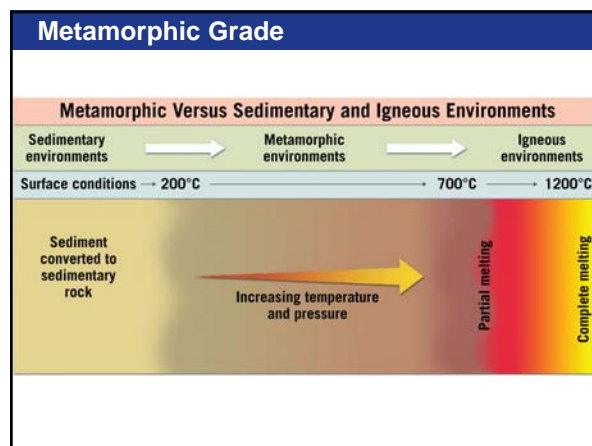 Metamorphic Grade
Metamorphic Versus Sedimentary and Igneous Environments
Sedimentary
environments
Metamorphic
environments
Igneous
environments
Surface conditions → 200°C → 700°C → 1200°C
Sediment
converted to
sedimentary
rock
Increasing temperature
and pressure
Partial melting
Complete melting